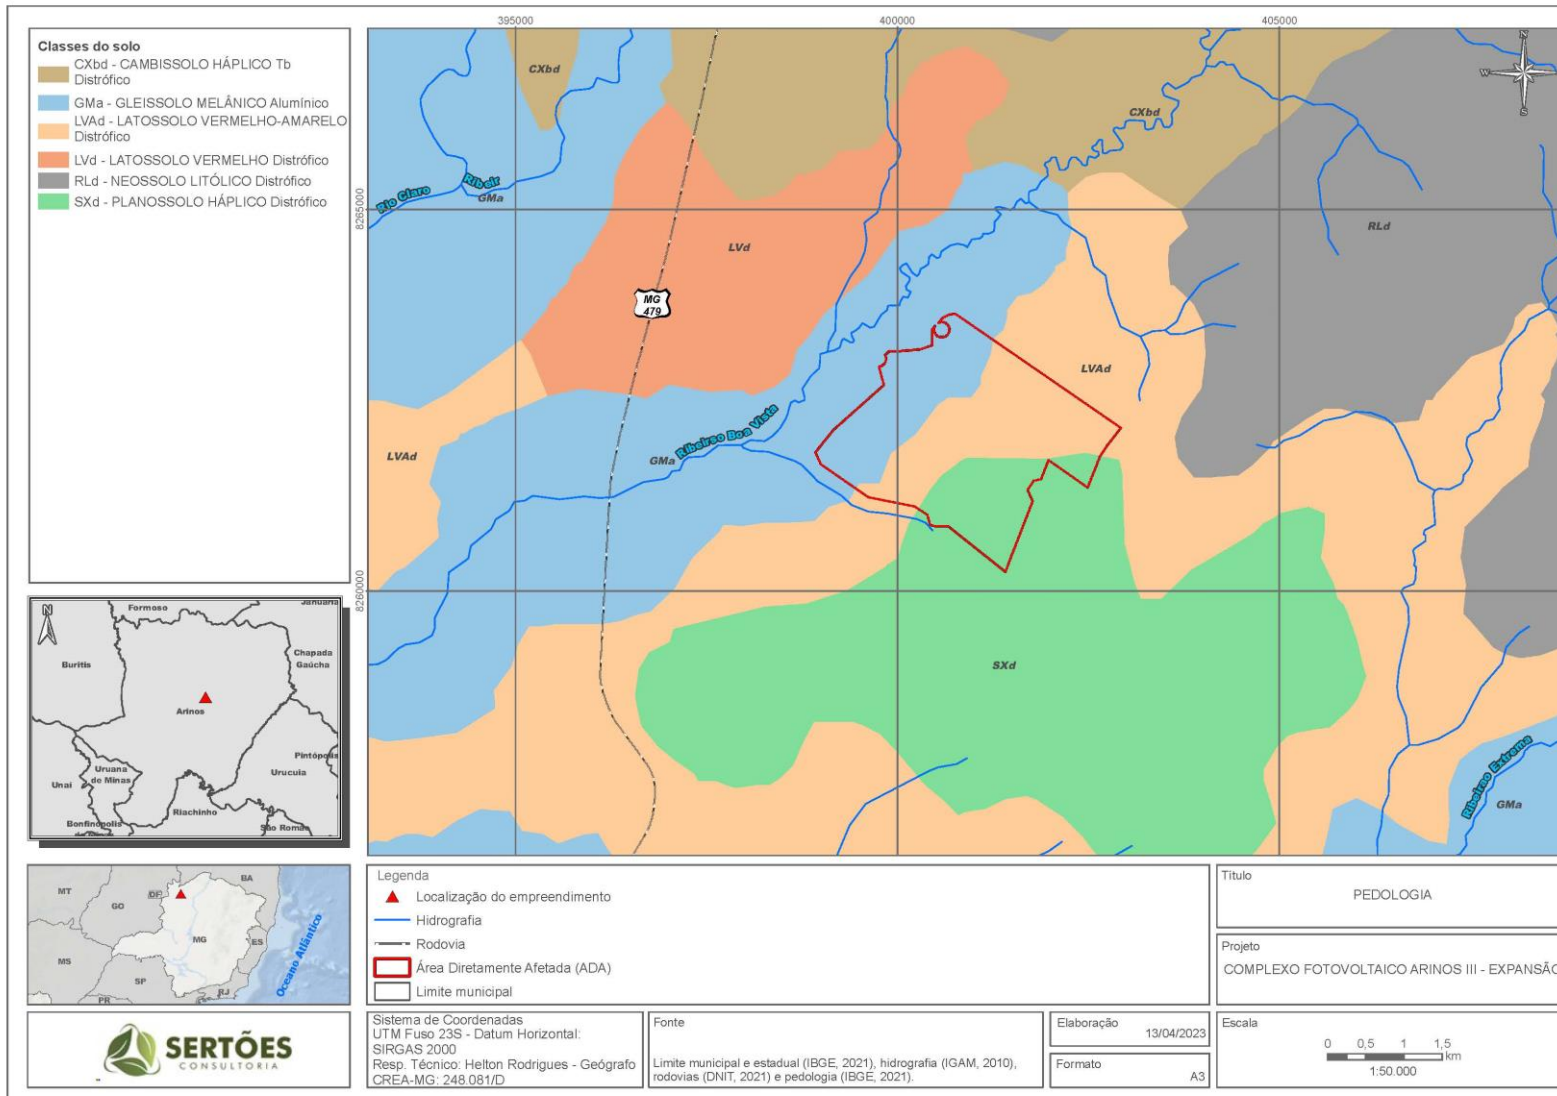 395000
400000
405000
8265000
8260000
Classes do solo
CXbd - CAMBISSOLO HÁPLICO Tb
Distrófico
GMa - GLEISSOLO MELÂNICO Alumínico
LVAd - LATOSSOLO VERMELHO-AMARELO
Distrófico
LVd - LATOSSOLO VERMELHO Distrófico
RLd - NEOSSOLO LITÓLICO Distrófico
SXd - PLANOSSOLO HÁPLICO Distrófico
CXbd
CXbd
N
W
S
Rio Claro
Ribeir
GMa
LVd
RLd
MG
479
LVAd
LVAd
Ribeirso Boa Vista
GMa
SXd
Ribeirao Extrema
GMa
N
Formoso
Januária
Buritis
Chapada
Gaúcha
Arinos
Pintópolis
Uruana
de Minas
Urucuia
Unaí
Riachinho
Bonfinópolis
São Romão
MT
DF
BA
GO
MG
ES
MS
SP
RJ
PR
Oceano Atlântico
Legenda
Localização do empreendimento
Hidrografia
Rodovia
Área Diretamente Afetada (ADA)
Limite municipal
Título
PEDOLOGIA
Projeto
COMPLEXO FOTOVOLTAICO ARINOS III - EXPANSÃO
SERTÕES
CONSULTORIA
Sistema de Coordenadas
UTM Fuso 23S - Datum Horizontal:
SIRGAS 2000
Resp. Técnico: Helton Rodrigues - Geógrafo
CREA-MG: 248.081/D
Fonte
Limite municipal e estadual (IBGE, 2021), hidrografia (IGAM, 2010),
rodovias (DNIT, 2021) e pedologia (IBGE, 2021).
Elaboração
13/04/2023
Formato
A3
Escala
0 0,5 1 1,5
km
1:50.000